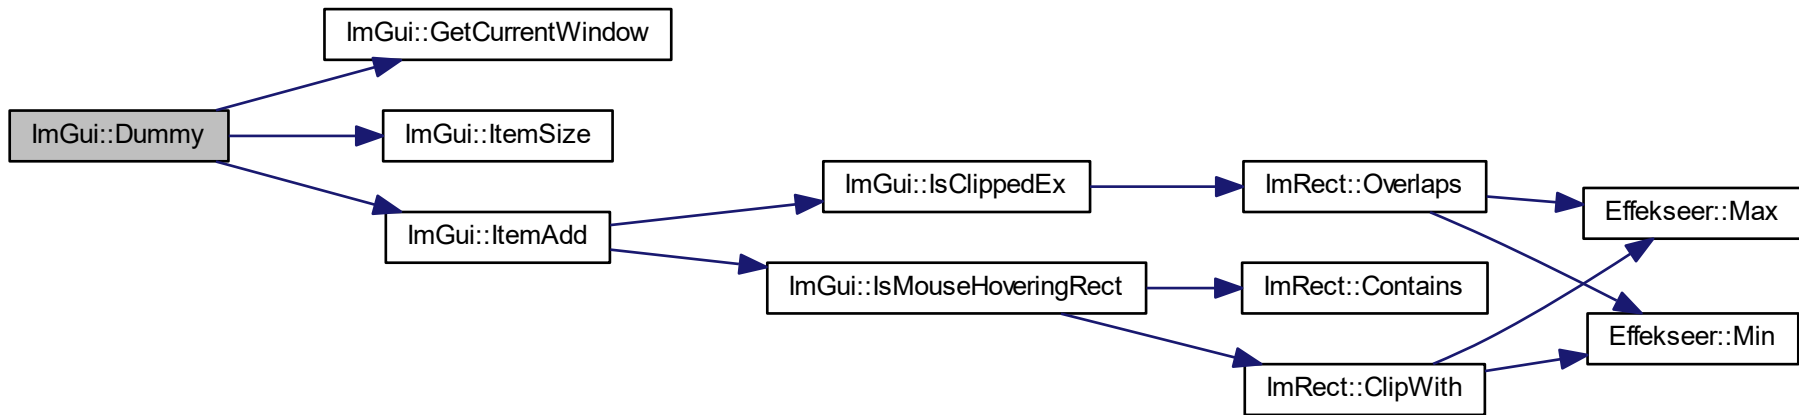 ImGui::GetCurrentWindow
ImGui::Dummy
ImGui::ItemSize
ImGui::ItemAdd
ImGui::IsClippedEx
ImRect::Overlaps
Effekseer::Max
ImGui::IsMouseHoveringRect
ImRect::Contains
Effekseer::Min
ImRect::ClipWith